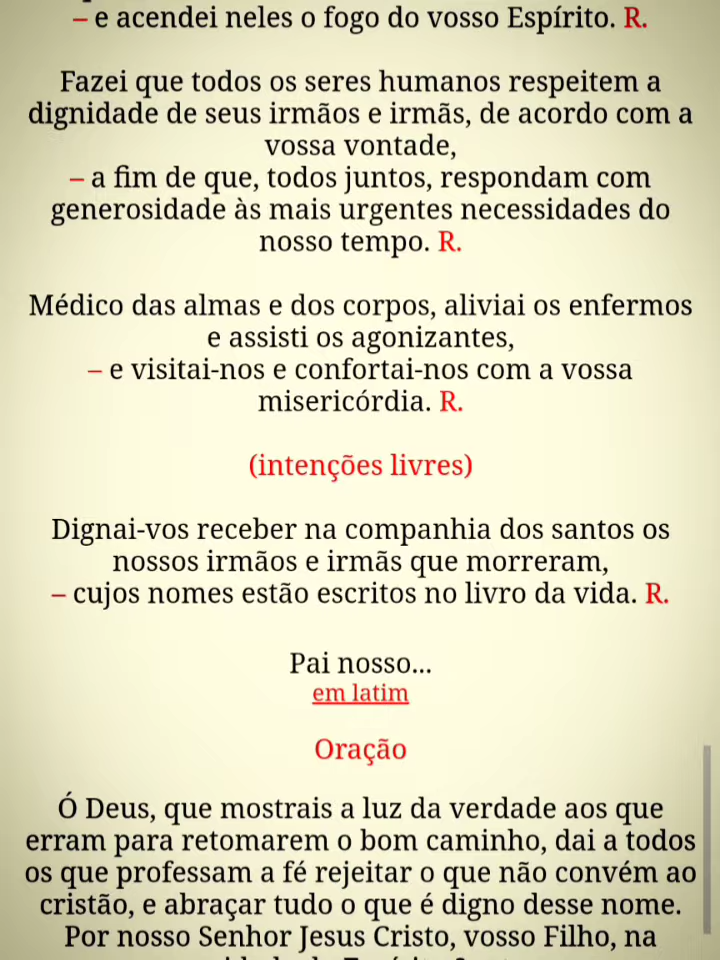 – e acendei neles o fogo do vosso Espírito. R.
Fazei que todos os seres humanos respeitem a
dignidade de seus irmãos e irmãs, de acordo com a
vossa vontade,
– a fim de que, todos juntos, respondam com
generosidade às mais urgentes necessidades do
nosso tempo. R.
Médico das almas e dos corpos, aliviai os enfermos
e assisti os agonizantes,
– e visitai-nos e confortai-nos com a vossa
misericórdia. R.
(intenções livres)
Dignai-vos receber na companhia dos santos os
nossos irmãos e irmãs que morreram,
– cujos nomes estão escritos no livro da vida. R.
Pai nosso...
em latim
Oração
Ó Deus, que mostrais a luz da verdade aos que
erram para retomarem o bom caminho, dai a todos
os que professam a fé rejeitar o que não convém ao
cristão, e abraçar tudo o que é digno desse nome.
Por nosso Senhor Jesus Cristo, vosso Filho, na